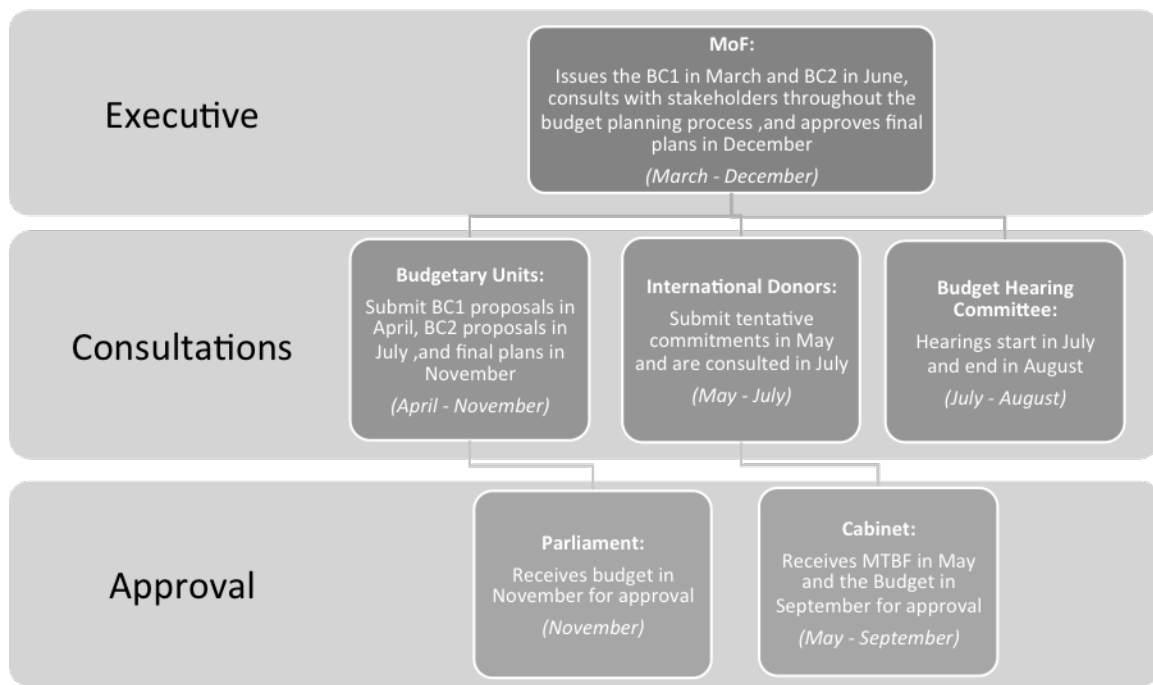 Executive
MoF:
Issues the BC1 in March and BC2 in June,
consults with stakeholders throughout the
budget planning process ,and approves final
plans in December
(March - December)
Consultations
Budgetary Units:
Submit BC1 proposals in
April, BC2 proposals in
July ,and final plans in
November
(April - November)
International Donors:
Submit tentative
commitments in May
and are consulted in July
(May - July)
Budget Hearing
Committee:
Hearings start in July
and end in August
(July - August)
Approval
Parliament:
Receives budget in
November for approval
(November)
Cabinet:
Receives MTBF in May
and the Budget in
September for approval
(May - September)